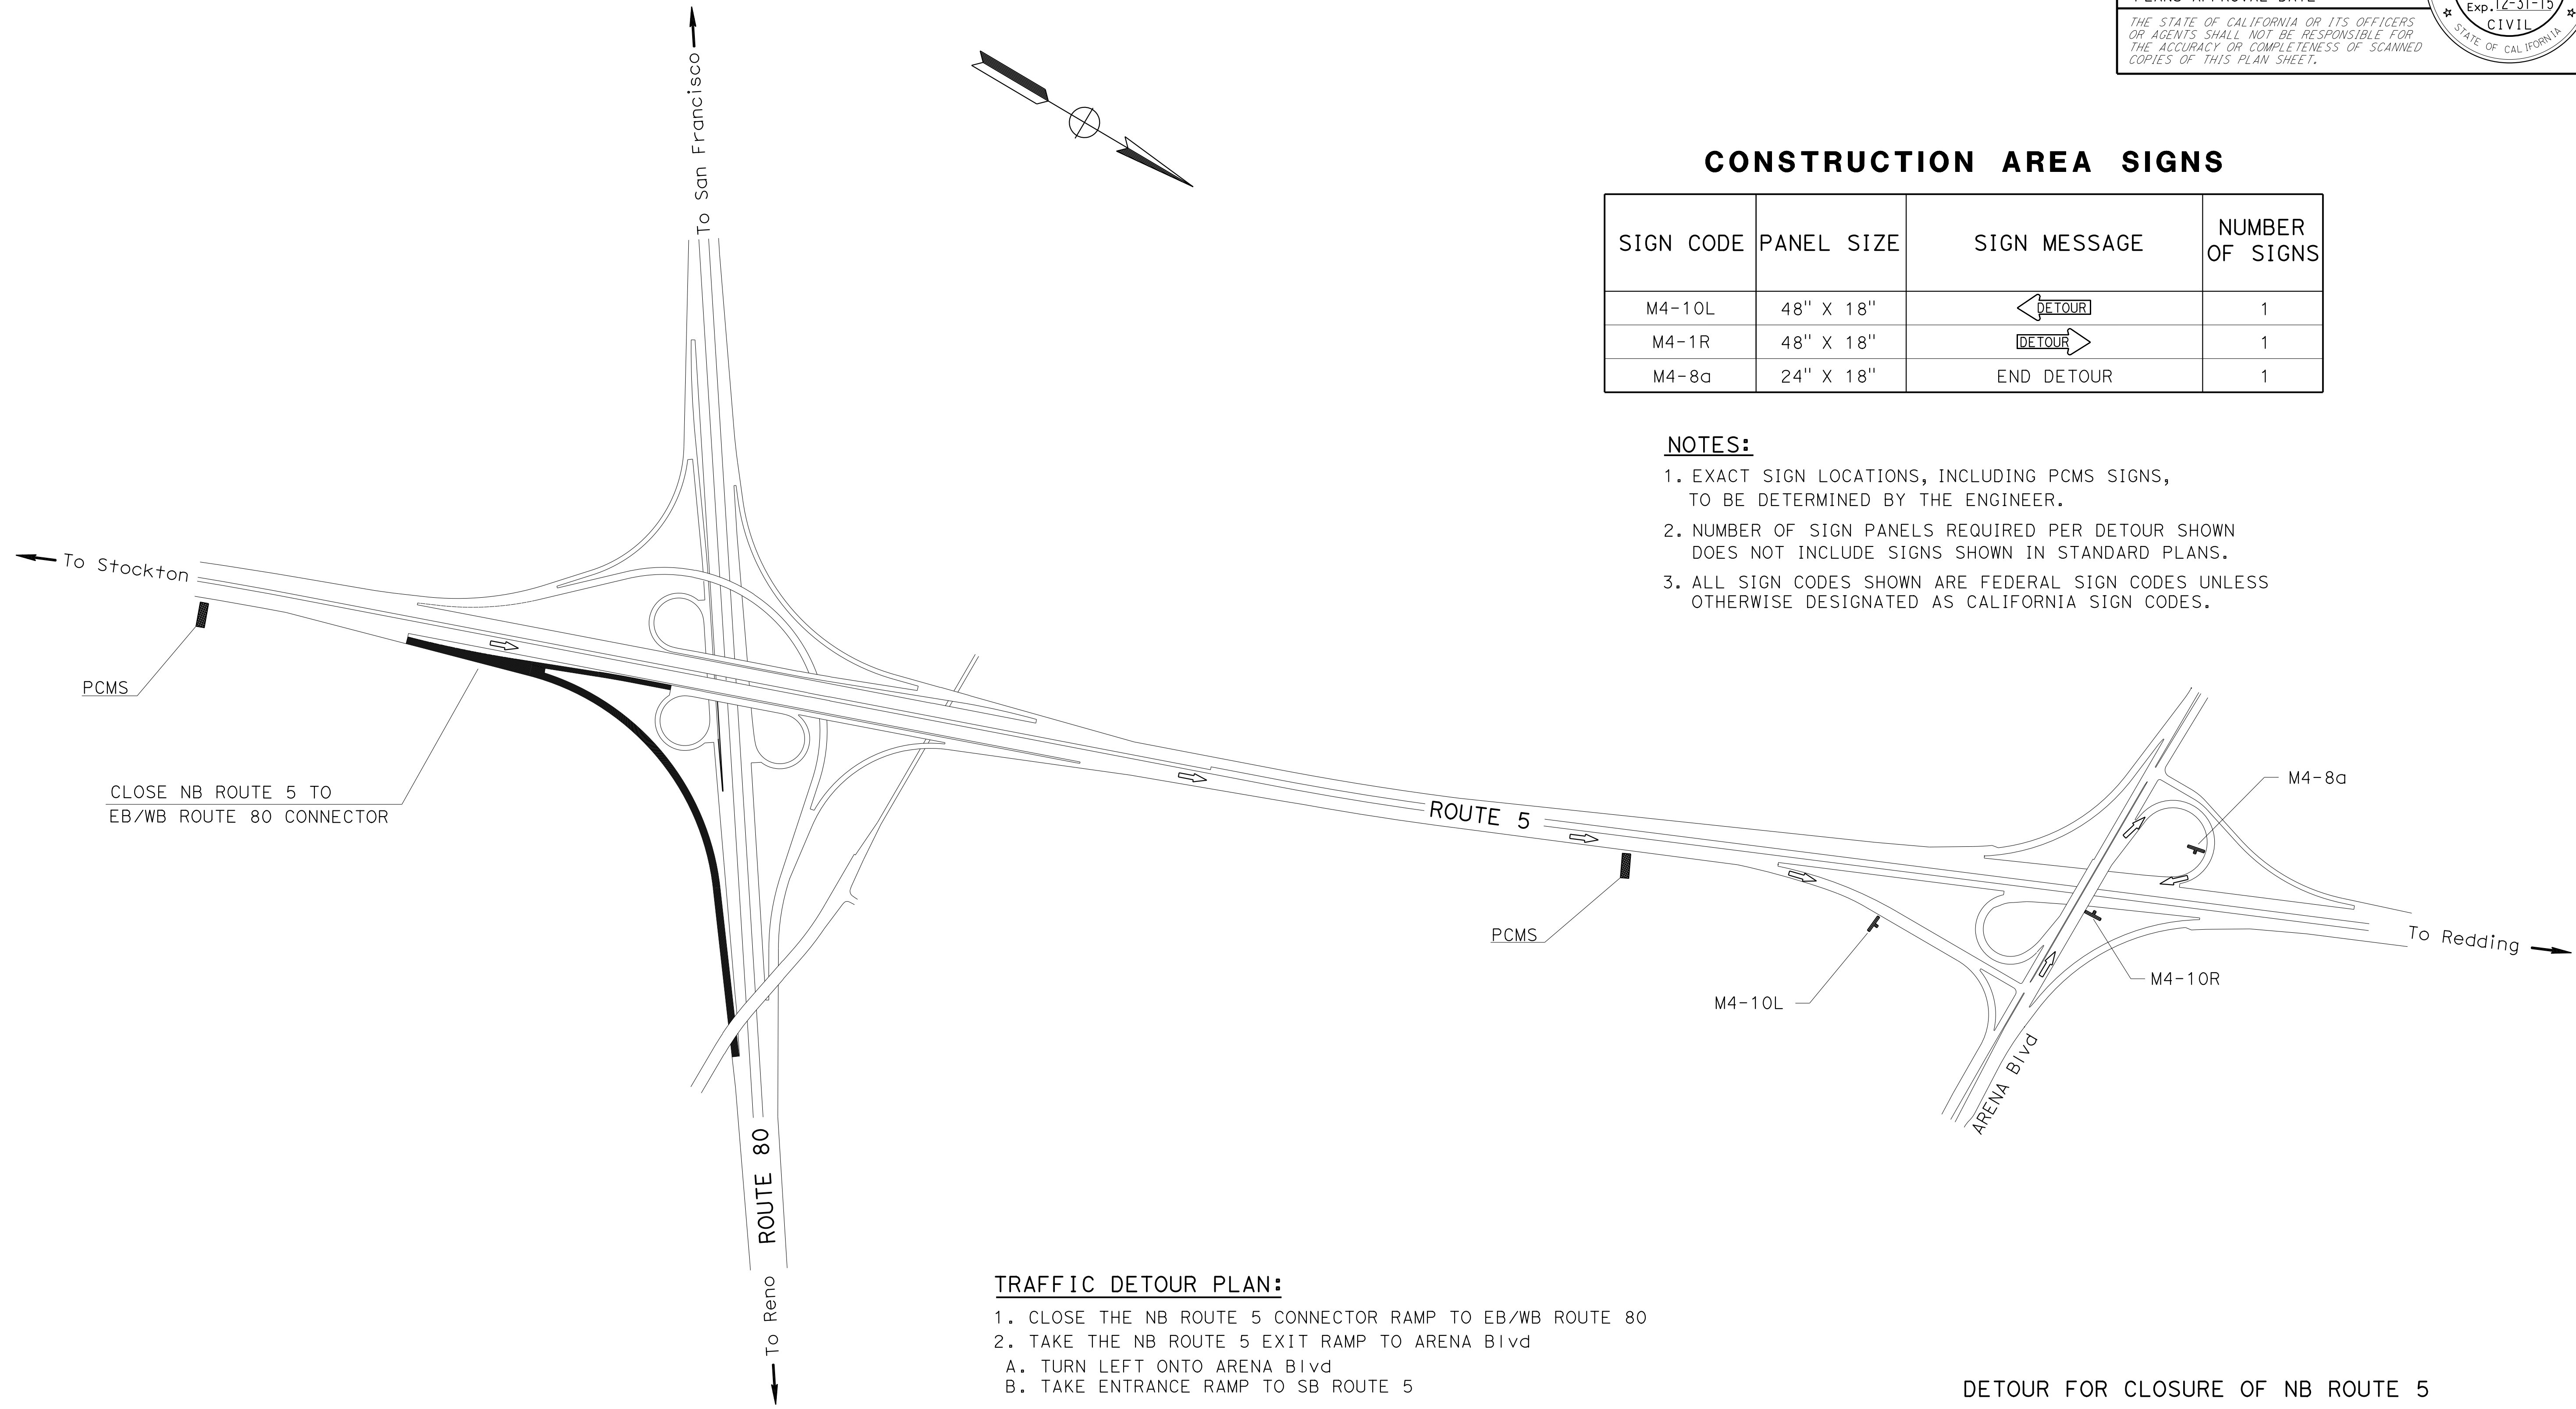 Exp. 12-31-15
CIVIL
STATE OF CALIFORNIA
THE STATE OF CALIFORNIA OR ITS OFFICERS
OR AGENTS SHALL NOT BE RESPONSIBLE FOR
THE ACCURACY OR COMPLETENESS OF SCANNED
COPIES OF THIS PLAN SHEET.
To San Francisco
CONSTRUCTION AREA SIGNS
SIGN CODE PANEL SIZE SIGN MESSAGE NUMBER
OF SIGNS
M4-10L 48" X 18" DETOUR 1
M4-1R 48" X 18" DETOUR 1
M4-8a 24" X 18" END DETOUR 1
NOTES:
1. EXACT SIGN LOCATIONS, INCLUDING PCMS SIGNS,
TO BE DETERMINED BY THE ENGINEER.
2. NUMBER OF SIGN PANELS REQUIRED PER DETOUR SHOWN
DOES NOT INCLUDE SIGNS SHOWN IN STANDARD PLANS.
3. ALL SIGN CODES SHOWN ARE FEDERAL SIGN CODES UNLESS
OTHERWISE DESIGNATED AS CALIFORNIA SIGN CODES.
To Stockton
PCMS
CLOSE NB ROUTE 5 TO
EB/WB ROUTE 80 CONNECTOR
ROUTE 5
M4-8a
PCMS
To Redding
M4-10L
M4-10R
ARENA Blvd
ROUTE 80
To Reno
TRAFFIC DETOUR PLAN:
1. CLOSE THE NB ROUTE 5 CONNECTOR RAMP TO EB/WB ROUTE 80
2. TAKE THE NB ROUTE 5 EXIT RAMP TO ARENA Blvd
A. TURN LEFT ONTO ARENA Blvd
B. TAKE ENTRANCE RAMP TO SB ROUTE 5
DETOUR FOR CLOSURE OF NB ROUTE 5